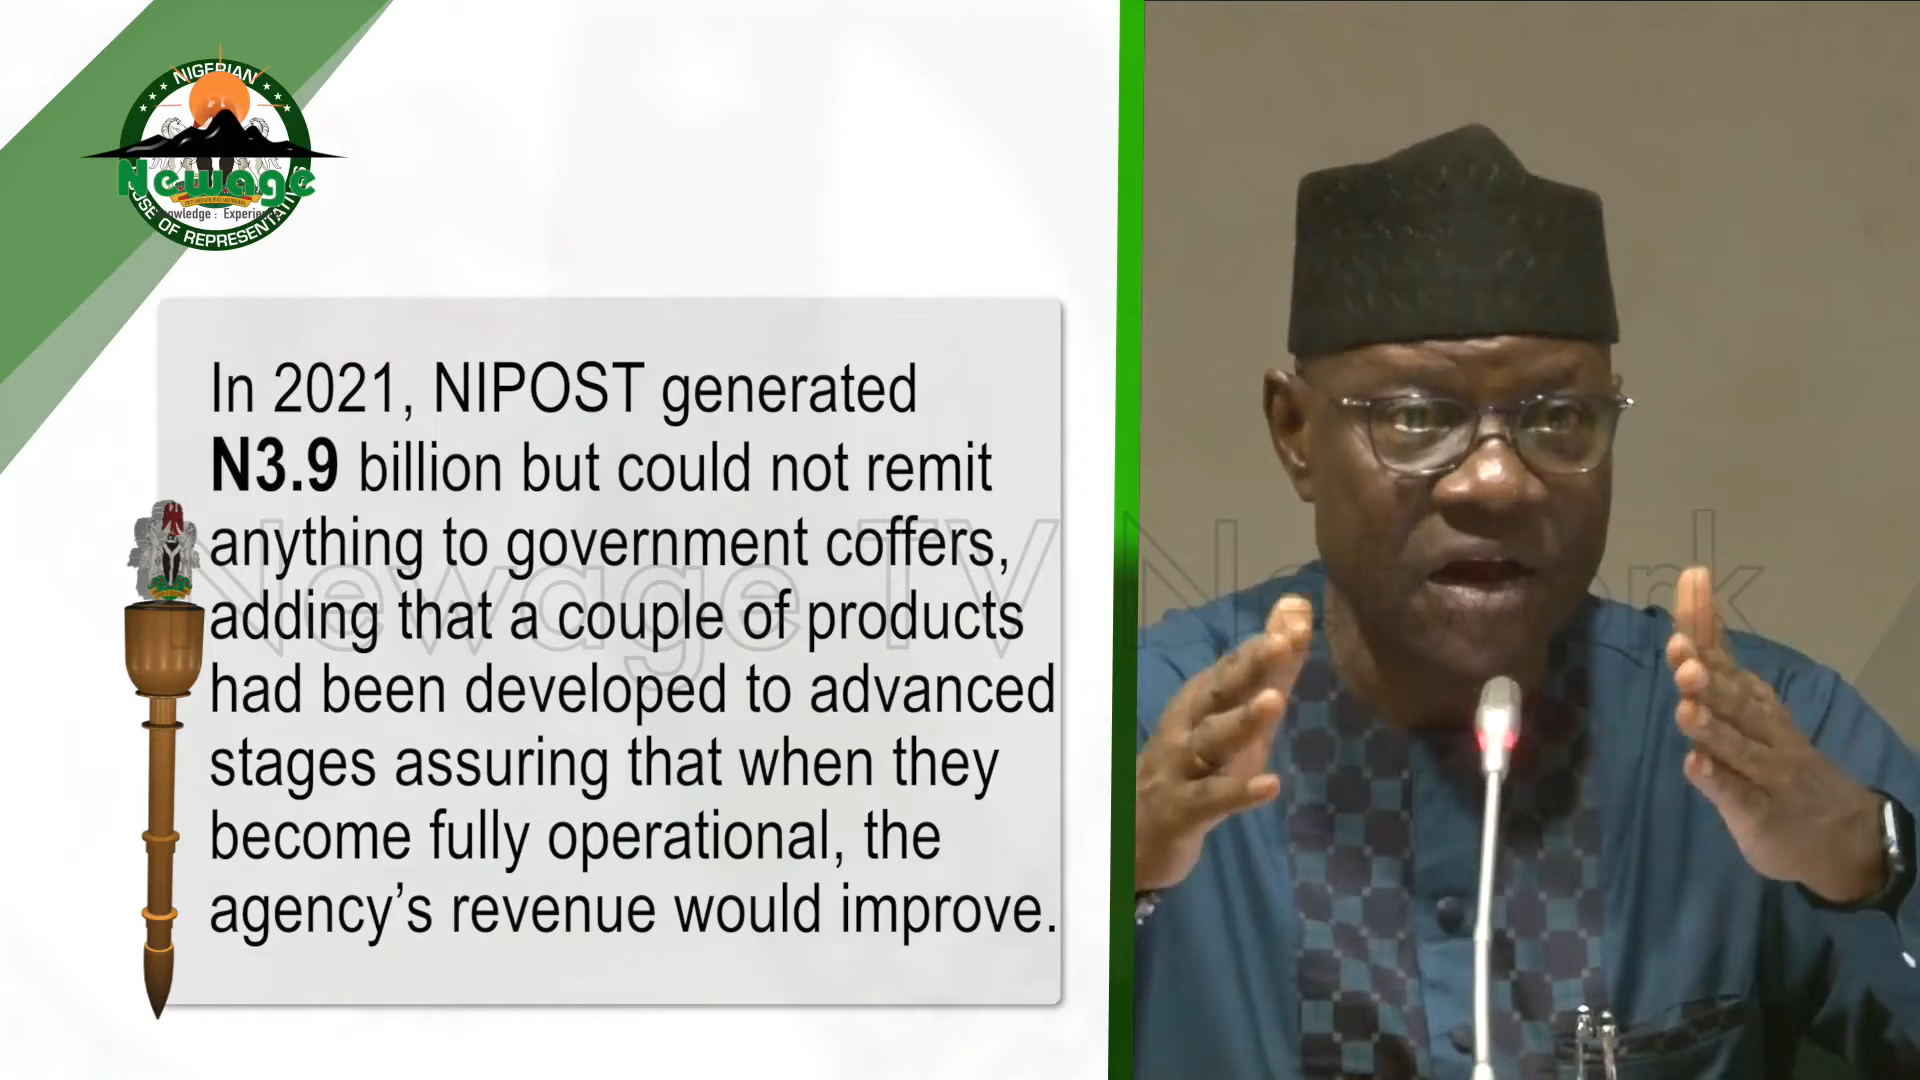 NIGERIAN
Newage
Knowledge : Experience
HOUSE OF REPRESENTATIVES
In 2021, NIPOST generated
N3.9 billion but could not remit
anything to government coffers,
adding that a couple of products
had been developed to advanced
stages assuring that when they
become fully operational, the
agency’s revenue would improve.
Newage TV Network